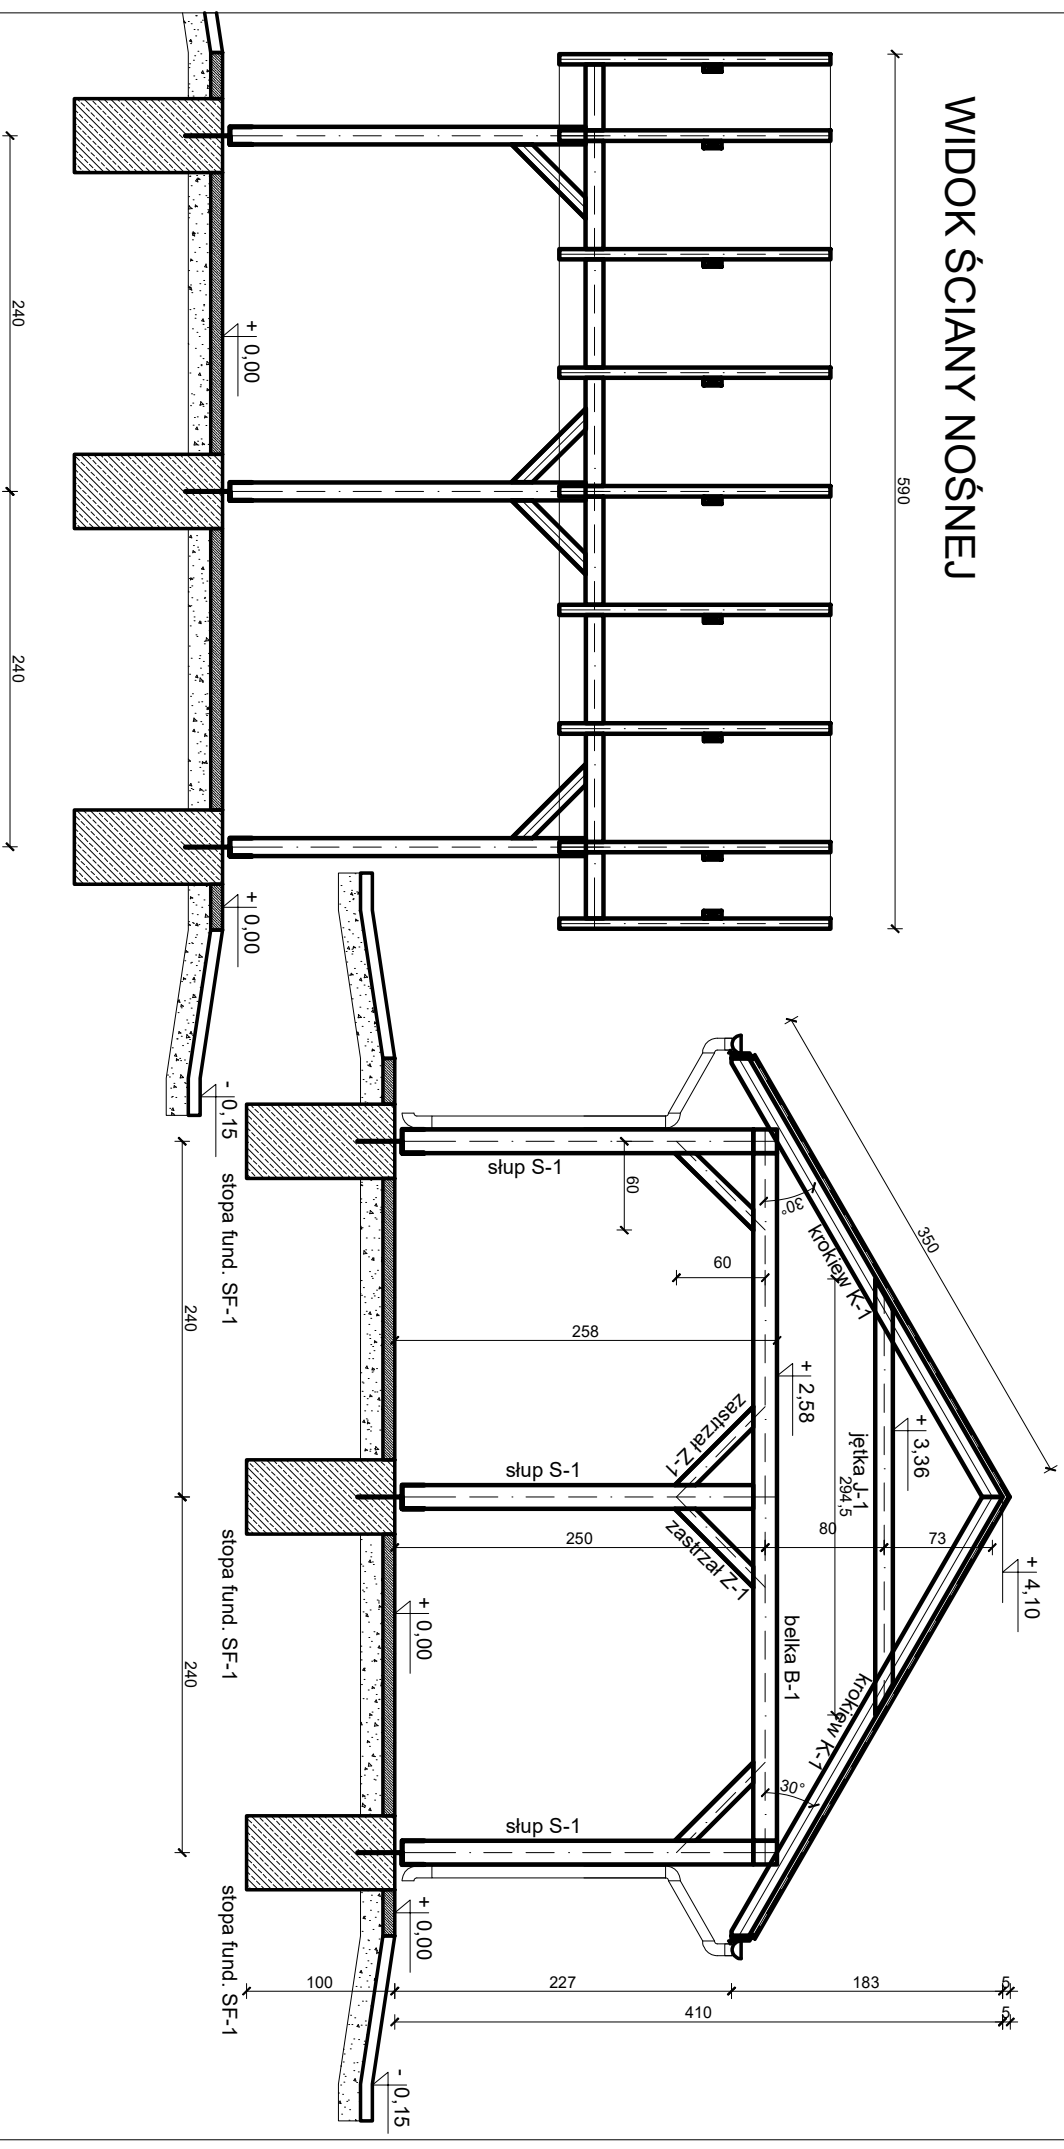 WIDOK ŚCIANY NOŚNEJ
590
+ 0,00
+ 0,00
- 0,15
240
240
350
+ 4,10
+ 3,36
jętka J-1
294,5
73
80
krokiew K-1
krokiew K-1
30°
30°
+ 2,58
belka B-1
60
60
zastrzał Z-1
zastrzał Z-1
258
250
słup S-1
słup S-1
słup S-1
+ 0,00
+ 0,00
- 0,15
stopa fund. SF-1
stopa fund. SF-1
stopa fund. SF-1
240
240
100
227
183
5
410
5